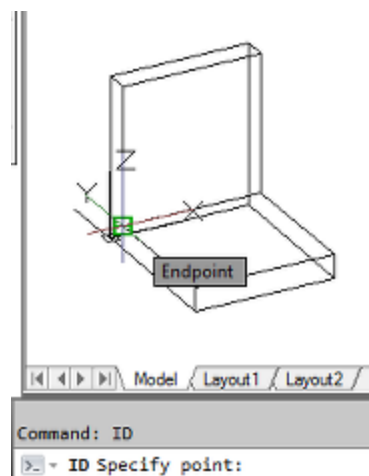 Z
Y
X
Endpoint
Model Layout1 Layout2
Command: ID
ID Specify point: